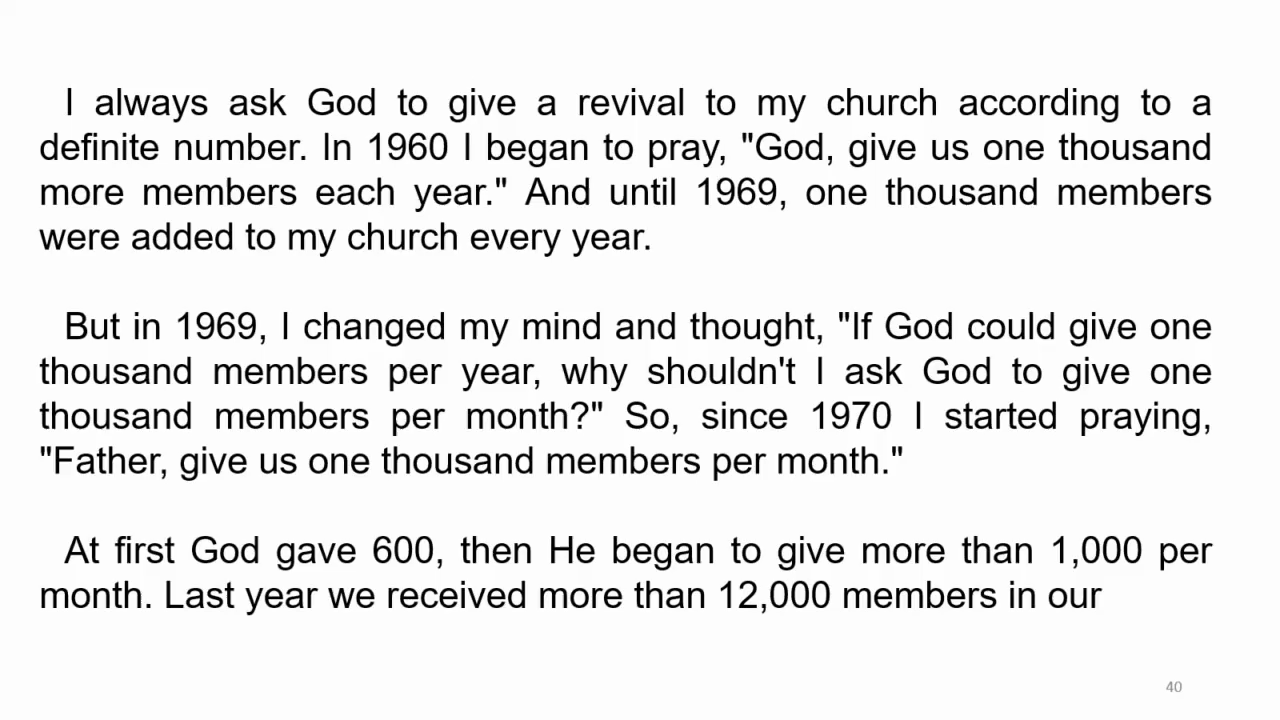 I always ask God to give a revival to my church according to a
definite number. In 1960 I began to pray, "God, give us one thousand
more members each year." And until 1969, one thousand members
were added to my church every year.
But in 1969, I changed my mind and thought, "If God could give one
thousand members per year, why shouldn't I ask God to give one
thousand members per month?" So, since 1970 I started praying,
"Father, give us one thousand members per month."
At first God gave 600, then He began to give more than 1,000 per
month. Last year we received more than 12,000 members in our
40